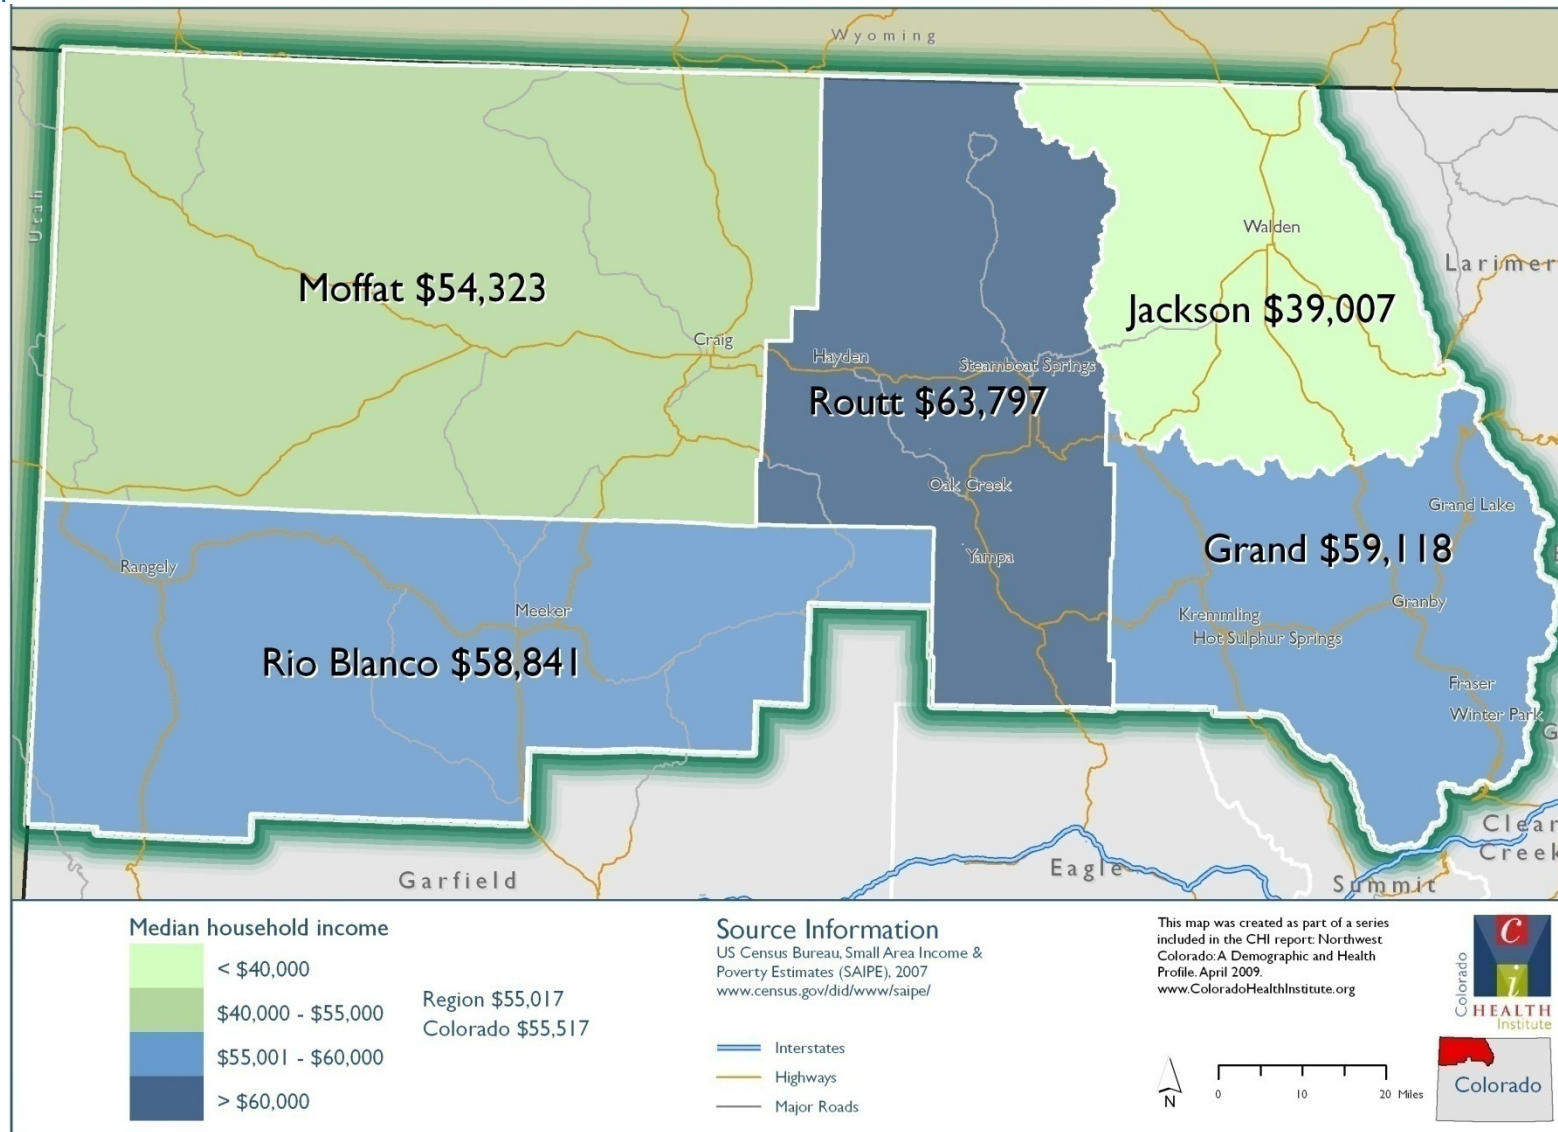 Wyoming
Utah
Walden
Larimer
Moffat $54,323
Jackson $39,007
Craig
Hayden
Steamboat Springs
Routt $63,797
Oak Creek
Grand Lake
Yampa
Grand $59,118
Rangely
Meeker
Granby
Kremmling
Hot Sulphur Springs
Rio Blanco $58,841
Fraser
Winter Park
G
Clear
Creek
Garfield
Eagle
Summit
Median household income
< $40,000
$40,000 - $55,000
$55,001 - $60,000
> $60,000
Region $55,017
Colorado $55,517
Source Information
US Census Bureau, Small Area Income &
Poverty Estimates (SAIPE), 2007
www.census.gov/did/www/saipe/
Interstates
Highways
Major Roads
This map was created as part of a series
included in the CHI report: Northwest
Colorado: A Demographic and Health
Profile. April 2009.
www.ColoradoHealthInstitute.org
N
0 10 20 Miles
c
i
Colorado
HEALTH
Institute
Colorado